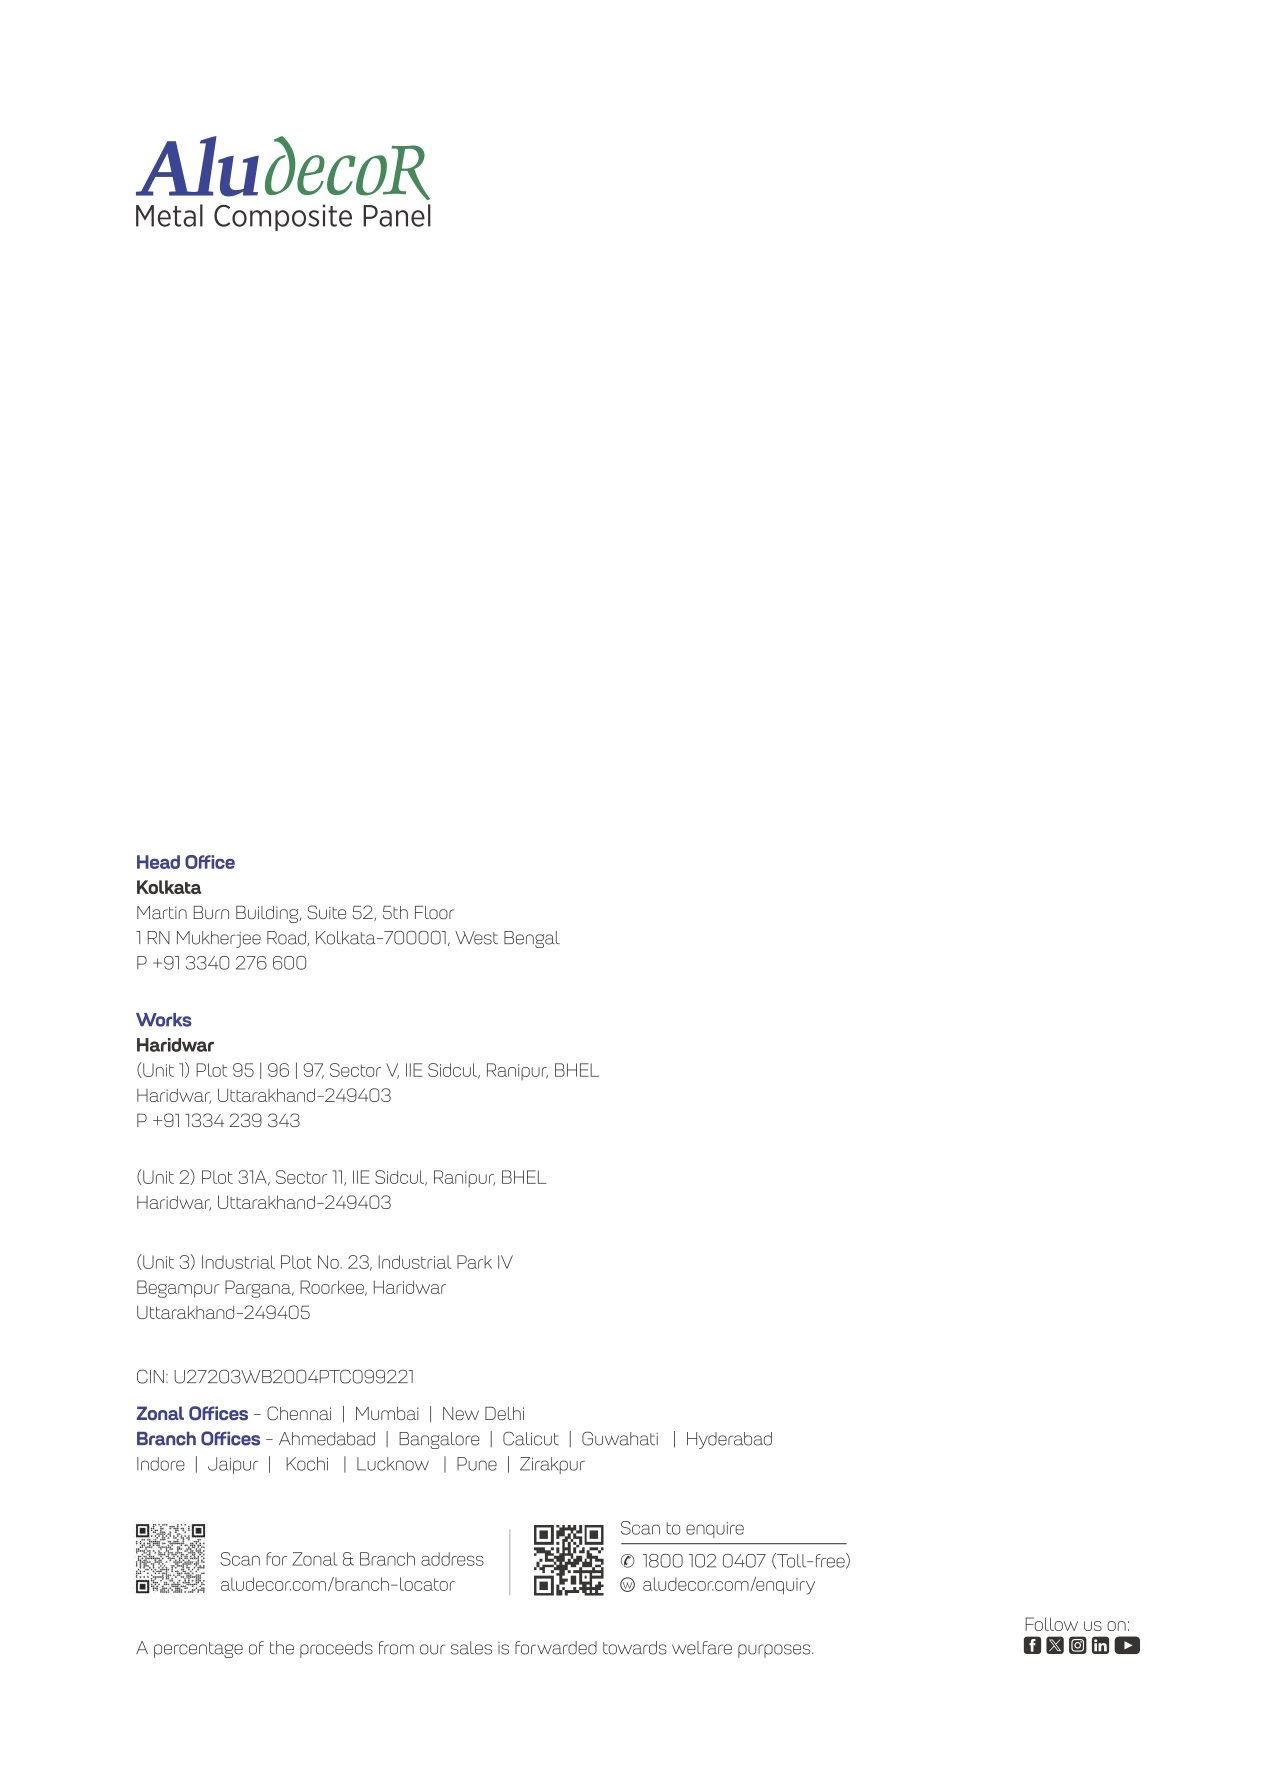 AludecoR
Metal Composite Panel
Head Office
Kolkata
Martin Burn Building, Suite 52, 5th Floor
1 RN Mukherjee Road, Kolkata-700001, West Bengal
P +91 3340 276 600
Works
Haridwar
(Unit 1) Plot 95 | 96 | 97, Sector V, IIE Sidcul, Ranipur, BHEL
Haridwar, Uttarakhand-249403
P +91 1334 239 343
(Unit 2) Plot 31A, Sector 11, IIE Sidcul, Ranipur, BHEL
Haridwar, Uttarakhand-249403
(Unit 3) Industrial Plot No. 23, Industrial Park IV
Begampur Pargana, Roorkee, Haridwar
Uttarakhand-249405
CIN: U27203WB2004PTC099221
Zonal Offices - Chennai | Mumbai | New Delhi
Branch Offices - Ahmedabad | Bangalore | Calicut | Guwahati | Hyderabad
Indore | Jaipur | Kochi | Lucknow | Pune | Zirakpur
Scan for Zonal & Branch address
aludecor.com/branch-locator
Scan to enquire
✆ 1800 102 0407 (Toll-free)
ⓦ aludecor.com/enquiry
A percentage of the proceeds from our sales is forwarded towards welfare purposes.
Follow us on: